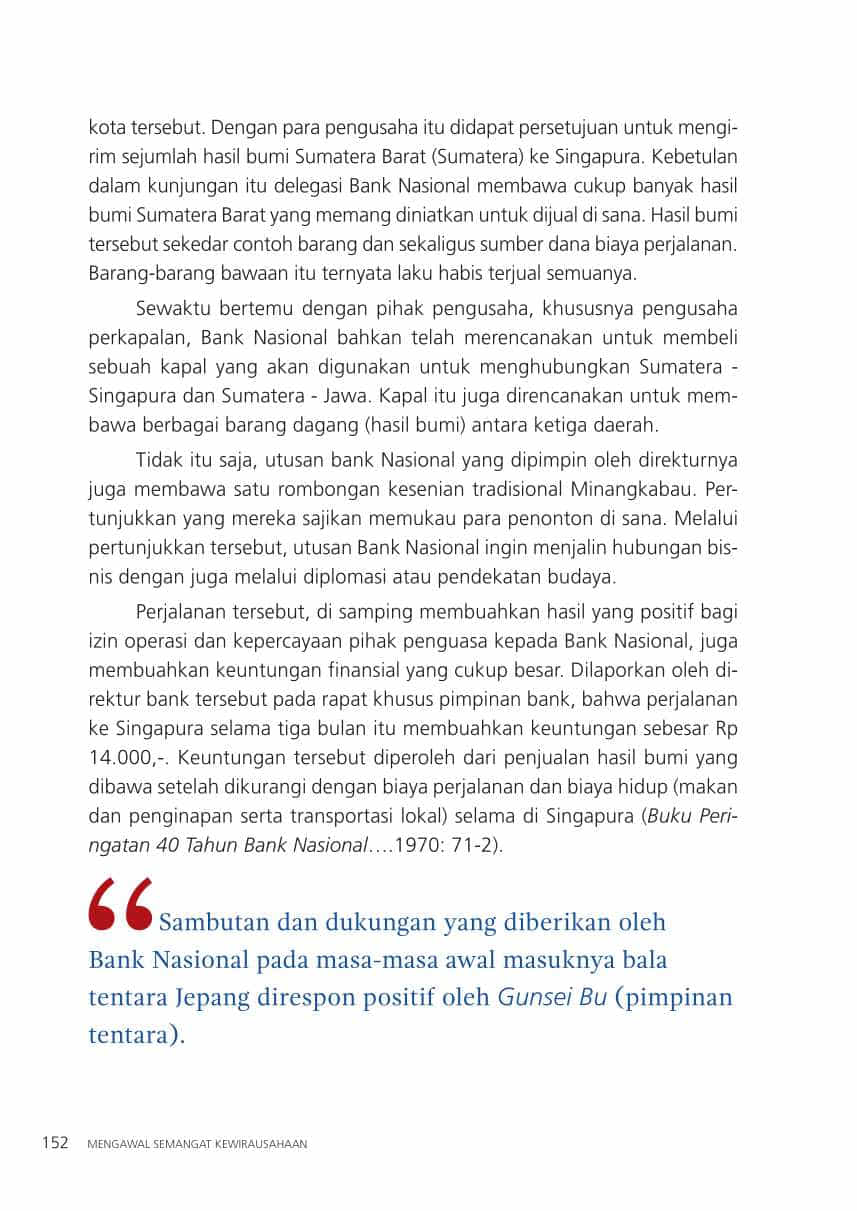 kota tersebut. Dengan para pengusaha itu didapat persetujuan untuk mengi-
rim sejumlah hasil bumi Sumatera Barat (Sumatera) ke Singapura. Kebetulan
dalam kunjungan itu delegasi Bank Nasional membawa cukup banyak hasil
bumi Sumatera Barat yang memang diniatkan untuk dijual di sana. Hasil bumi
tersebut sekedar contoh barang dan sekaligus sumber dana biaya perjalanan.
Barang-barang bawaan itu ternyata laku habis terjual semuanya.
Sewaktu bertemu dengan pihak pengusaha, khususnya pengusaha
perkapalan, Bank Nasional bahkan telah merencanakan untuk membeli
sebuah kapal yang akan digunakan untuk menghubungkan Sumatera -
Singapura dan Sumatera - Jawa. Kapal itu juga direncanakan untuk mem-
bawa berbagai barang dagang (hasil bumi) antara ketiga daerah.
Tidak itu saja, utusan bank Nasional yang dipimpin oleh direkturnya
juga membawa satu rombongan kesenian tradisional Minangkabau. Per-
tunjukkan yang mereka sajikan memukau para penonton di sana. Melalui
pertunjukkan tersebut, utusan Bank Nasional ingin menjalin hubungan bis-
nis dengan juga melalui diplomasi atau pendekatan budaya.
Perjalanan tersebut, di samping membuahkan hasil yang positif bagi
izin operasi dan kepercayaan pihak penguasa kepada Bank Nasional, juga
membuahkan keuntungan finansial yang cukup besar. Dilaporkan oleh di-
rektur bank tersebut pada rapat khusus pimpinan bank, bahwa perjalanan
ke Singapura selama tiga bulan itu membuahkan keuntungan sebesar Rp
14.000,-. Keuntungan tersebut diperoleh dari penjualan hasil bumi yang
dibawa setelah dikurangi dengan biaya perjalanan dan biaya hidup (makan
dan penginapan serta transportasi lokal) selama di Singapura (Buku Peri-
ngatan 40 Tahun Bank Nasional….1970: 71-2).
“Sambutan dan dukungan yang diberikan oleh
Bank Nasional pada masa-masa awal masuknya bala
tentara Jepang direspon positif oleh Gunsei Bu (pimpinan
tentara).
152 MENGAWAL SEMANGAT KEWIRAUSAHAAN